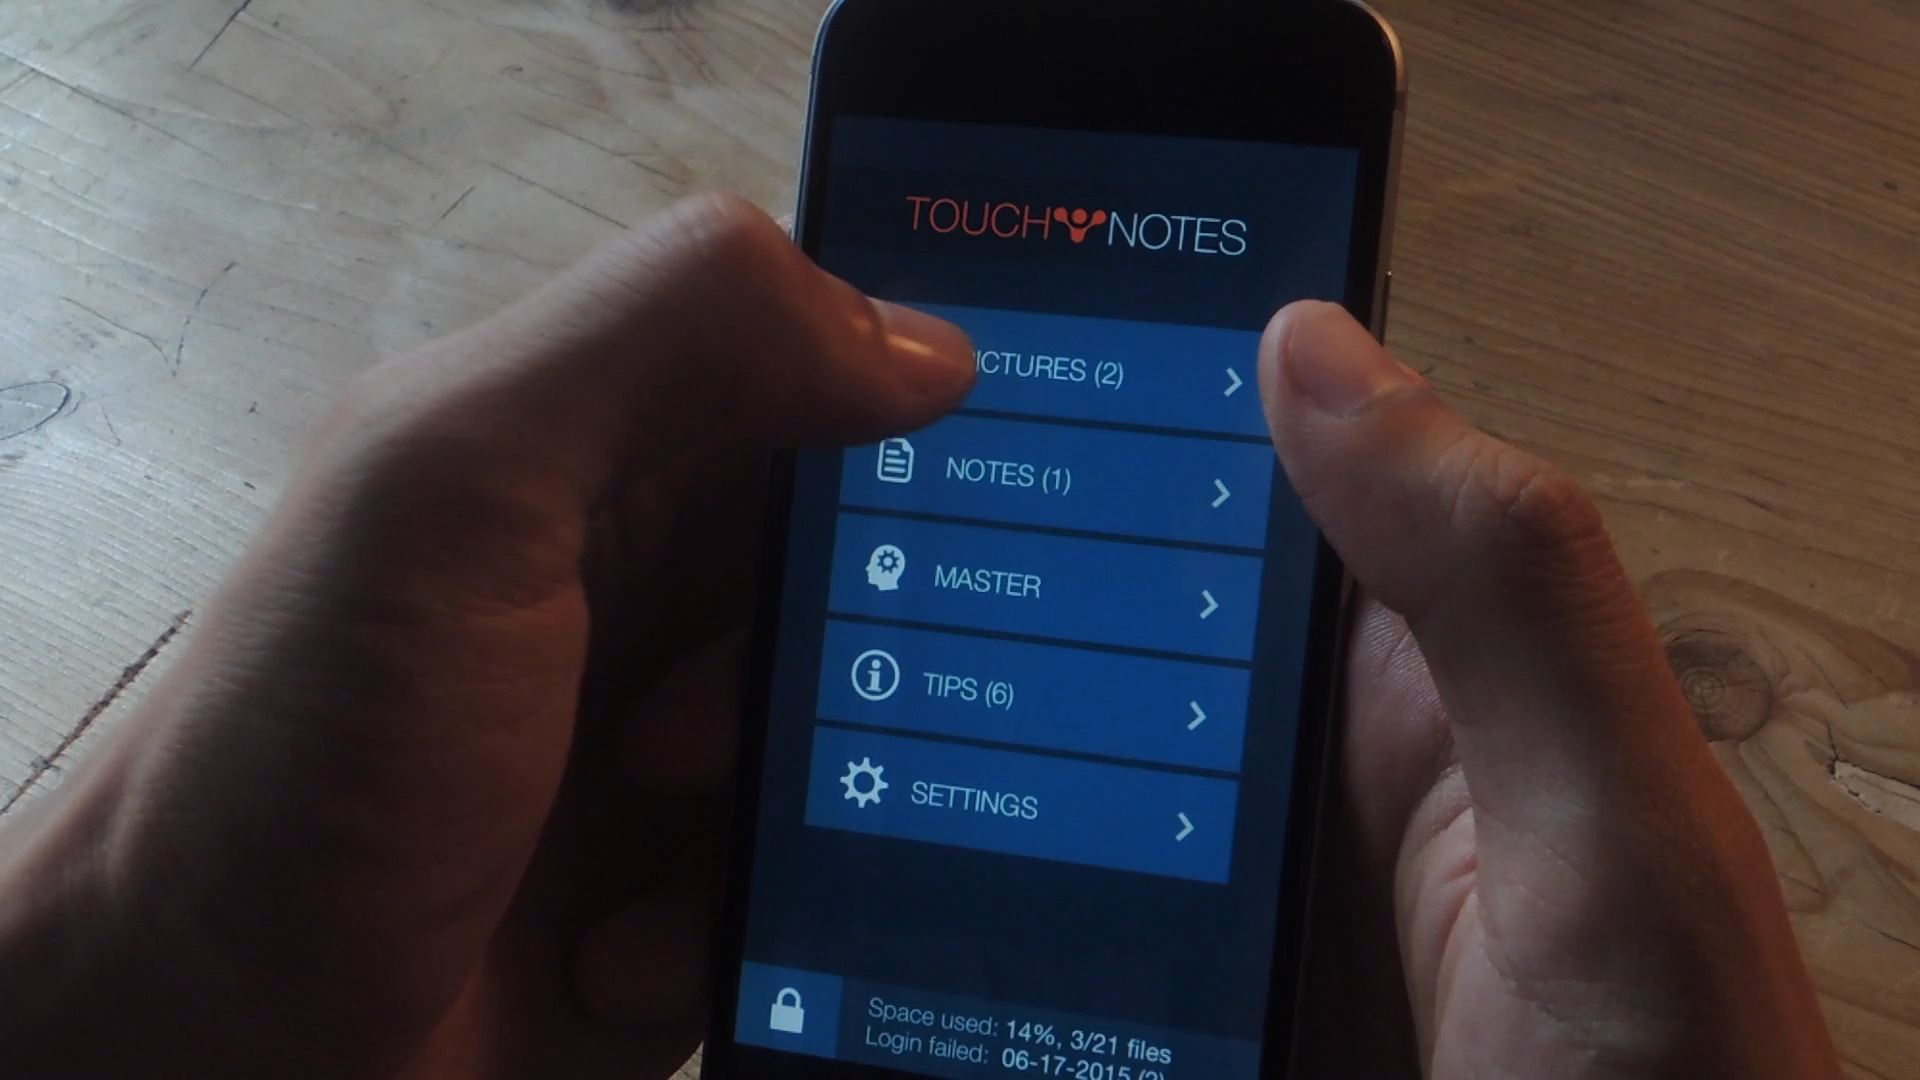 TOUCH NOTES
ICTURES (2)
NOTES (1)
MASTER
TIPS (6)
SETTINGS
Space used: 14%, 3/21 files
Login failed: 06-17-2015 (2)